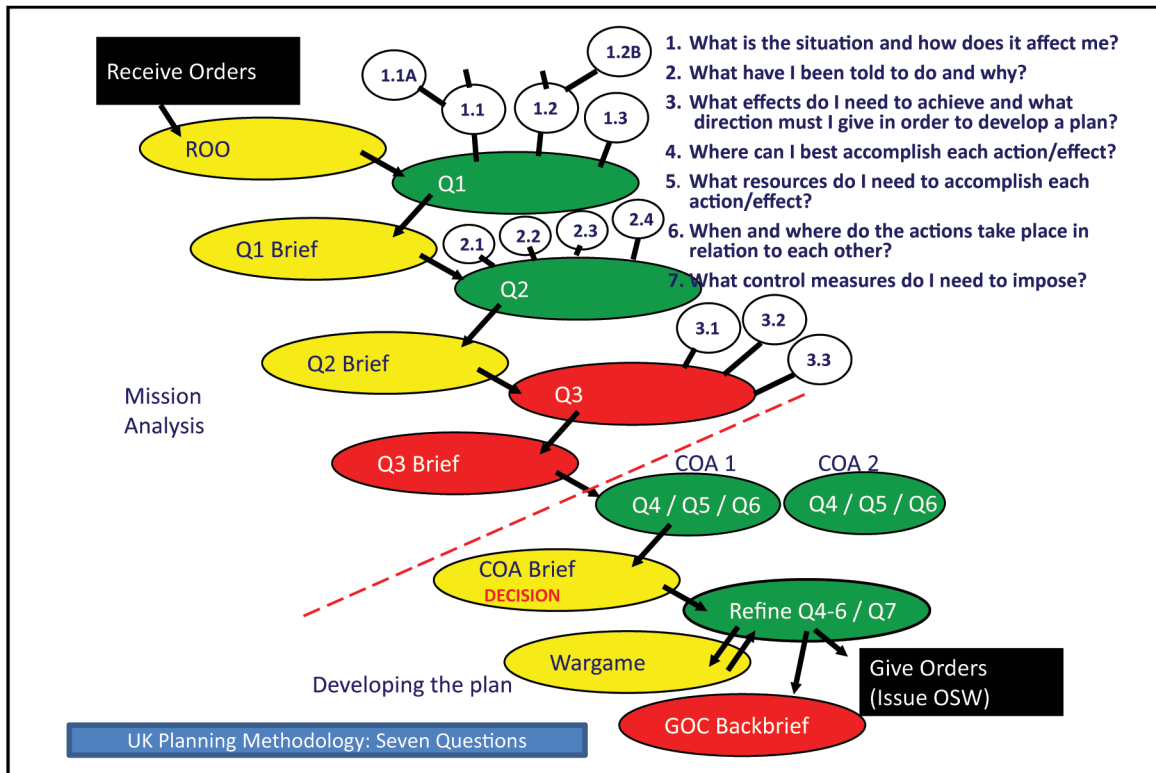 Receive Orders
1.1A
1.2B
1.1
1.2
1.3
1. What is the situation and how does it affect me?
2. What have I been told to do and why?
3. What effects do I need to achieve and what
direction must I give in order to develop a plan?
4. Where can I best accomplish each action/effect?
5. What resources do I need to accomplish each
action/effect?
6. When and where do the actions take place in
relation to each other?
7. What control measures do I need to impose?
ROO
Q1
Q1 Brief
2.1
2.2
2.3
2.4
Q2
Q2 Brief
3.1
3.2
3.3
Q3
Mission
Analysis
Q3 Brief
COA 1
COA 2
Q4 / Q5 / Q6
Q4 / Q5 / Q6
COA Brief
DECISION
Refine Q4-6 / Q7
Wargame
Developing the plan
Give Orders
(Issue OSW)
GOC Backbrief
UK Planning Methodology: Seven Questions